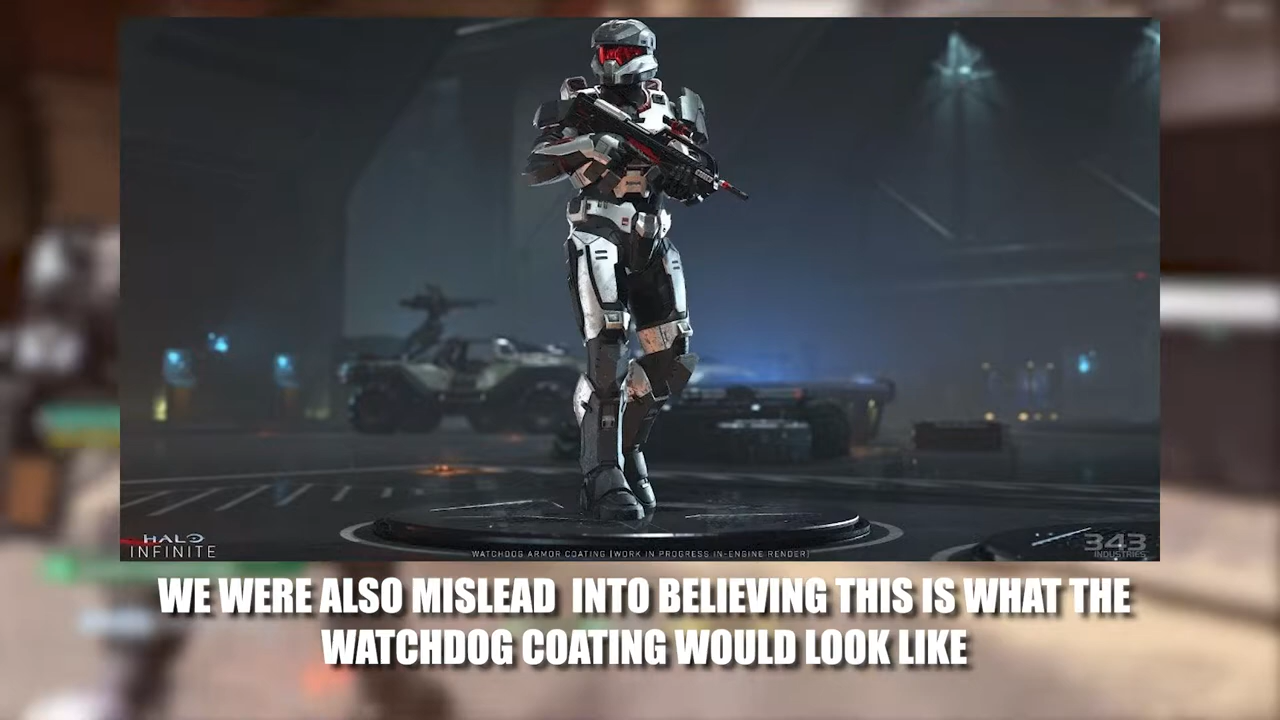 HALO
INFINITE
WATCHDOG ARMOR COATING (WORK IN PROGRESS IN-ENGINE RENDER)
343
INDUSTRIES
WE WERE ALSO MISLEAD INTO BELIEVING THIS IS WHAT THE
WATCHDOG COATING WOULD LOOK LIKE